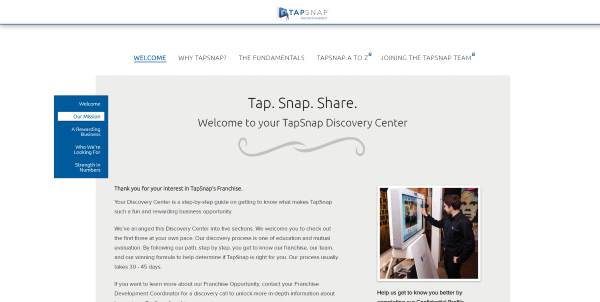 TAPSNAP
WELCOME WHY TAPSNAP? THE FUNDAMENTALS TAPSNAP A TO Z JOINING THE TAPSNAP TEAM
Welcome
Our Mission
A Rewarding
Business
Who We're
Looking For
Strength in
Numbers
Tap. Snap. Share.
Welcome to your TapSnap Discovery Center
Thank you for your interest in TapSnap's Franchise.
Your Discovery Center is a step-by-step guide on getting to know what makes TapSnap
such a fun and rewarding business opportunity.
We've arranged this Discovery Center into five sections. We welcome you to check out
the first three at your own pace. Our discovery process is one of education and mutual
evaluation. By following our path, step by step, you get to know our franchise, our team,
and our winning formula to help determine if TapSnap is right for you. Our process usually
takes 30 - 45 days.
If you want to learn more about our Franchise Opportunity, contact your Franchise
Development Coordinator for a discovery call to unlock more in-depth information about
Help us get to know you better by
completing our Confidential Profile